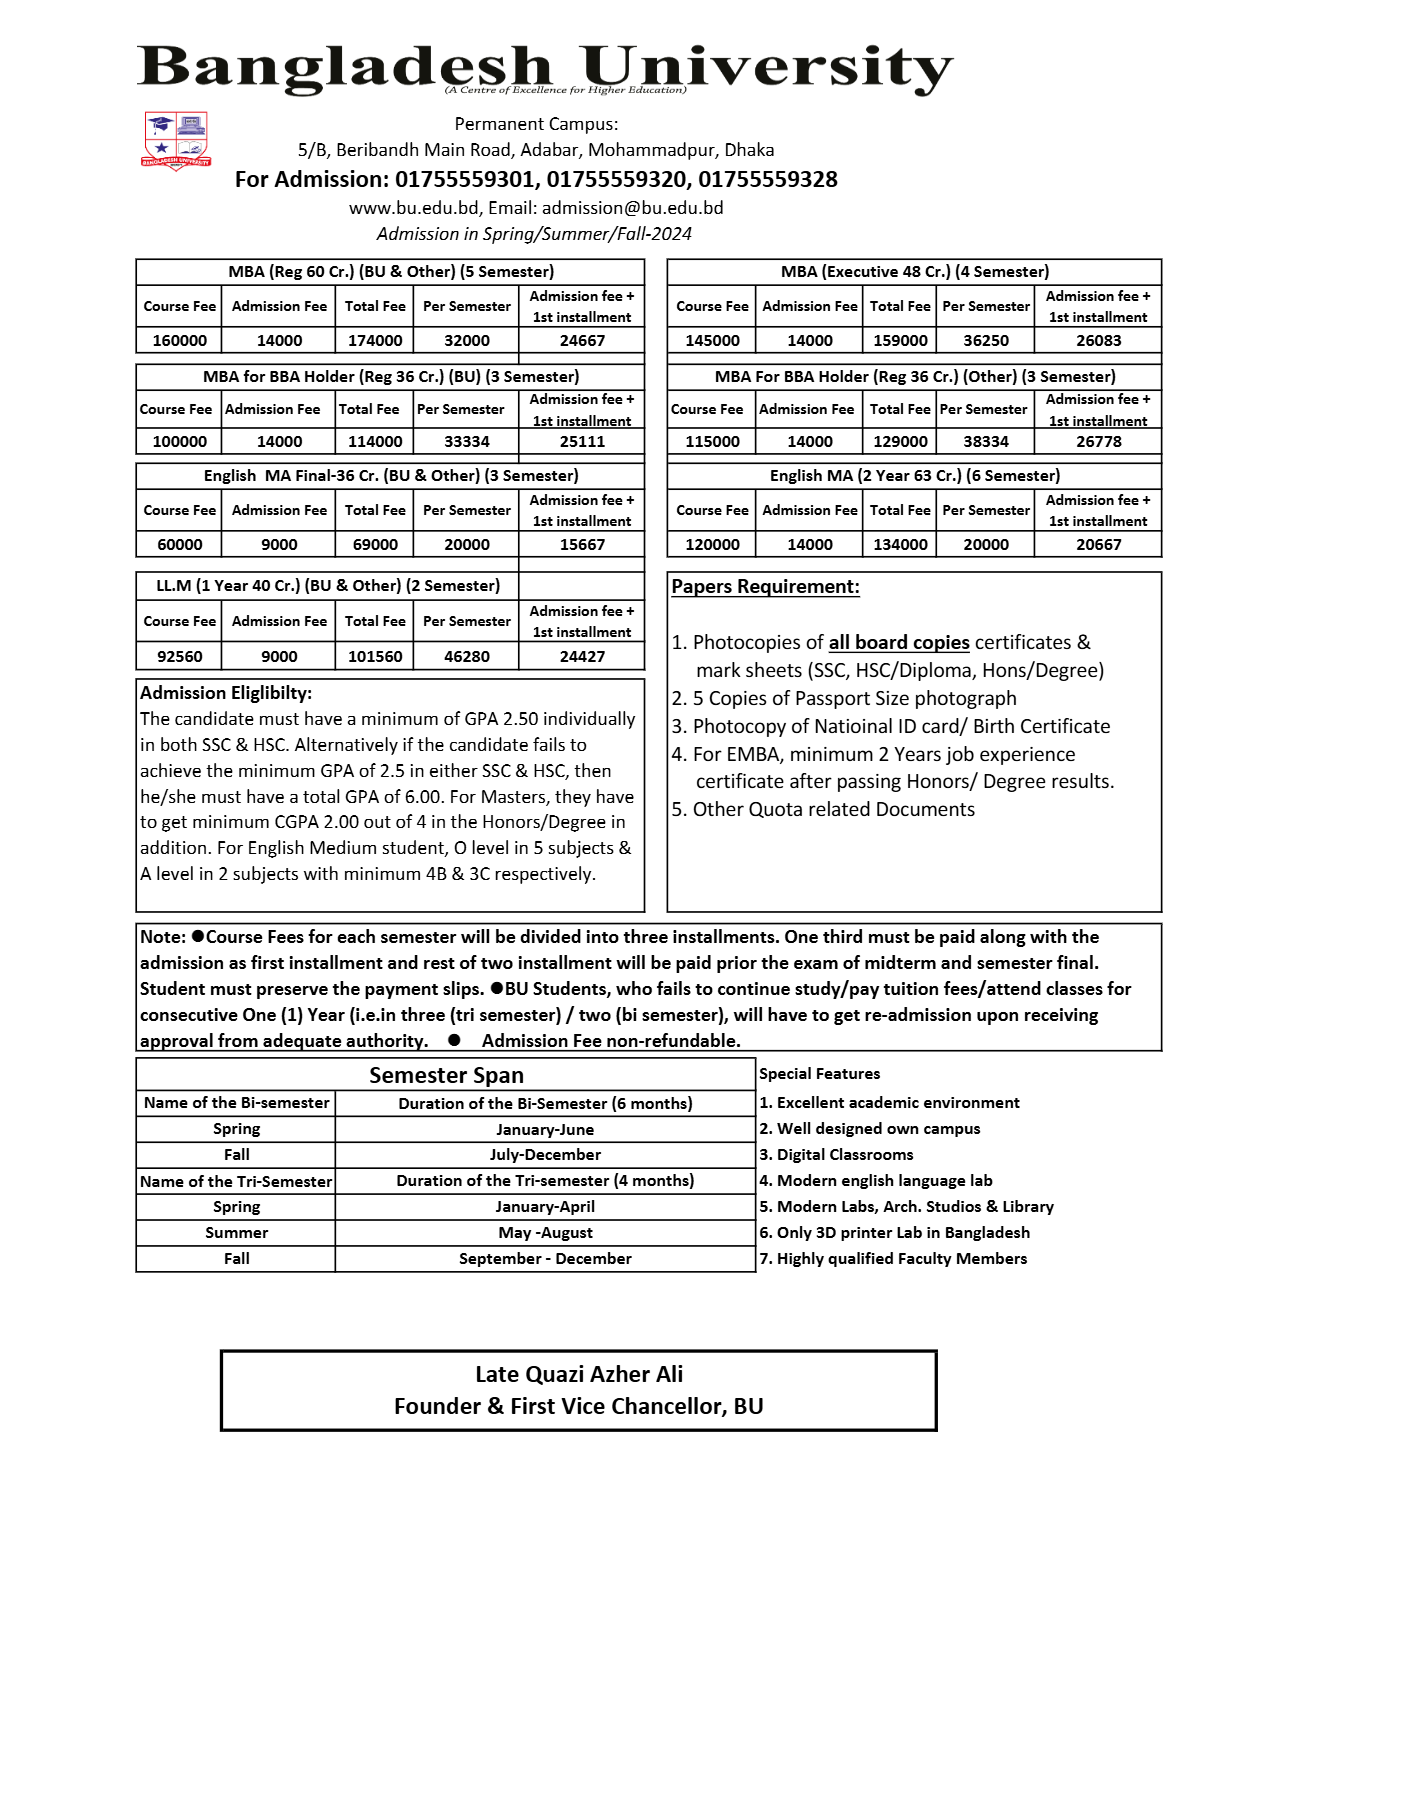 Bangladesh University
(A Centre of Excellence for Higher Education)
BANGLADESH UNIVERSITY
Permanent Campus:
5/B, Beribandh Main Road, Adabar, Mohammadpur, Dhaka
For Admission: 01755559301, 01755559320, 01755559328
www.bu.edu.bd, Email: admission@bu.edu.bd
Admission in Spring/Summer/Fall-2024
MBA (Reg 60 Cr.) (BU & Other) (5 Semester)
Course Fee Admission Fee Total Fee Per Semester Admission fee + 1st installment
160000 14000 174000 32000 24667
MBA (Executive 48 Cr.) (4 Semester)
Course Fee Admission Fee Total Fee Per Semester Admission fee + 1st installment
145000 14000 159000 36250 26083
MBA for BBA Holder (Reg 36 Cr.) (BU) (3 Semester)
Course Fee Admission Fee Total Fee Per Semester Admission fee + 1st installment
100000 14000 114000 33334 25111
MBA For BBA Holder (Reg 36 Cr.) (Other) (3 Semester)
Course Fee Admission Fee Total Fee Per Semester Admission fee + 1st installment
115000 14000 129000 38334 26778
English MA Final-36 Cr. (BU & Other) (3 Semester)
Course Fee Admission Fee Total Fee Per Semester Admission fee + 1st installment
60000 9000 69000 20000 15667
English MA (2 Year 63 Cr.) (6 Semester)
Course Fee Admission Fee Total Fee Per Semester Admission fee + 1st installment
120000 14000 134000 20000 20667
LL.M (1 Year 40 Cr.) (BU & Other) (2 Semester)
Course Fee Admission Fee Total Fee Per Semester Admission fee + 1st installment
92560 9000 101560 46280 24427
Admission Eliglibilty:
The candidate must have a minimum of GPA 2.50 individually
in both SSC & HSC. Alternatively if the candidate fails to
achieve the minimum GPA of 2.5 in either SSC & HSC, then
he/she must have a total GPA of 6.00. For Masters, they have
to get minimum CGPA 2.00 out of 4 in the Honors/Degree in
addition. For English Medium student, O level in 5 subjects &
A level in 2 subjects with minimum 4B & 3C respectively.
Papers Requirement:
1. Photocopies of all board copies certificates &
mark sheets (SSC, HSC/Diploma, Hons/Degree)
2. 5 Copies of Passport Size photograph
3. Photocopy of Natioinal ID card/ Birth Certificate
4. For EMBA, minimum 2 Years job experience
certificate after passing Honors/ Degree results.
5. Other Quota related Documents
Note: ●Course Fees for each semester will be divided into three installments. One third must be paid along with the
admission as first installment and rest of two installment will be paid prior the exam of midterm and semester final.
Student must preserve the payment slips. ●BU Students, who fails to continue study/pay tuition fees/attend classes for
consecutive One (1) Year (i.e.in three (tri semester) / two (bi semester), will have to get re-admission upon receiving
approval from adequate authority. ● Admission Fee non-refundable.
Semester Span
Name of the Bi-semester Duration of the Bi-Semester (6 months)
Spring January-June
Fall July-December
Name of the Tri-Semester Duration of the Tri-semester (4 months)
Spring January-April
Summer May -August
Fall September - December
Special Features
1. Excellent academic environment
2. Well designed own campus
3. Digital Classrooms
4. Modern english language lab
5. Modern Labs, Arch. Studios & Library
6. Only 3D printer Lab in Bangladesh
7. Highly qualified Faculty Members
Late Quazi Azher Ali
Founder & First Vice Chancellor, BU